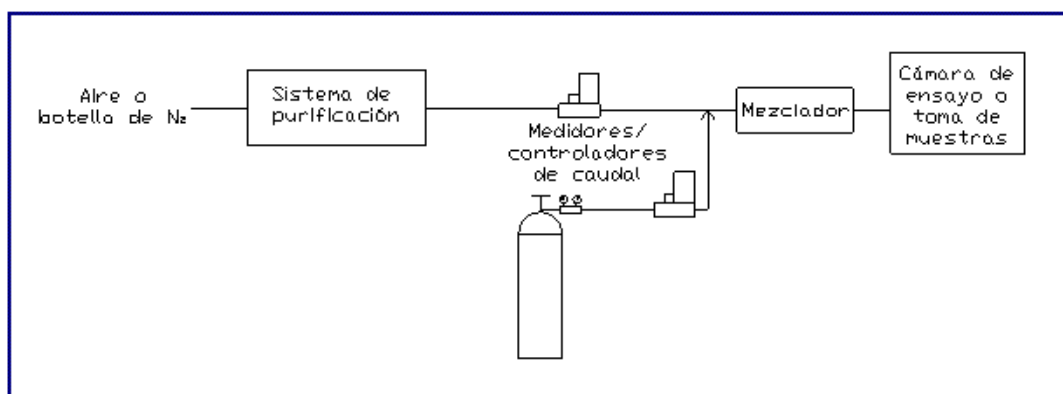 Aire o
botella de N₂
Sistema de
purificación
Medidores/
controladores
de caudal
Mezclador
Cámara de
ensayo o
toma de
muestras